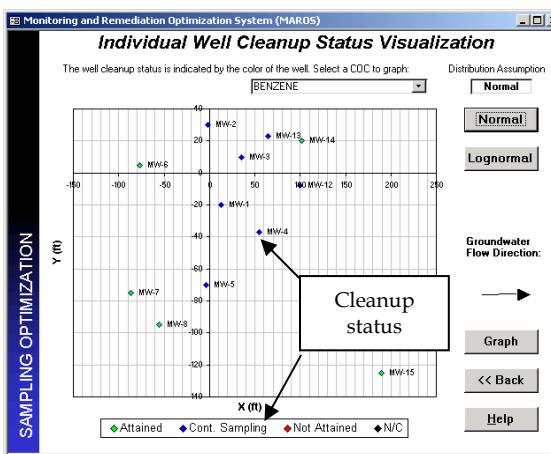 Monitoring and Remediation Optimization System (MAROS)
Individual Well Cleanup Status Visualization
The well cleanup status is indicated by the color of the well. Select a COC to graph:
Distribution Assumption
BENZENE
Normal
Normal
Lognormal
Groundwater
Flow Direction:
Graph
<< Back
Help
SAMPLING OPTIMIZATION
Y (ft)
40
20
0
-20
-40
-60
-80
-100
-120
140
-150
-100
-50
0
50
100
150
200
250
MW-2
MW-13
MW-14
MW-3
MW-6
MW-12
MW-1
MW-4
MW-5
MW-7
MW-8
MW-15
Cleanup
status
X (ft)
Attained Cont. Sampling Not Attained N/C